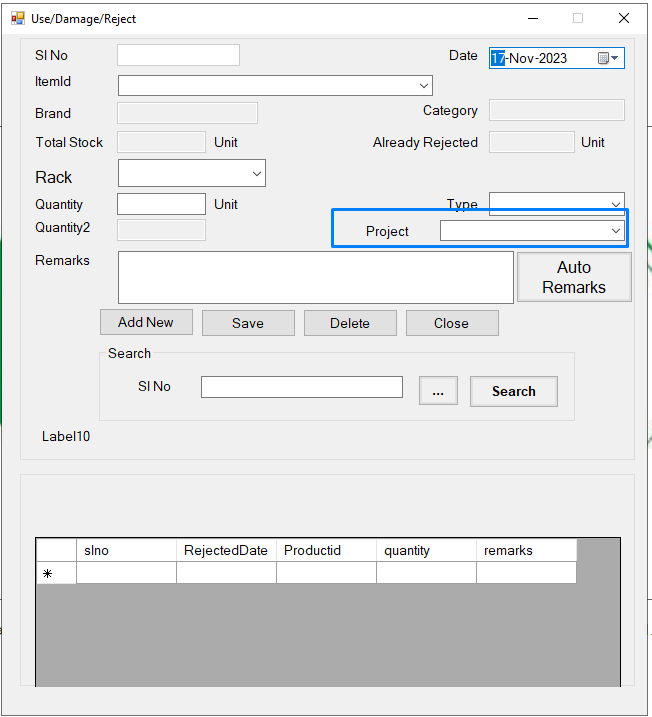 Use/Damage/Reject
Sl No
Date 17-Nov-2023
ItemId
Brand
Category
Total Stock Unit
Already Rejected Unit
Rack
Quantity Unit
Type
Quantity2
Project
Remarks
Auto
Remarks
Add New Save Delete Close
Search
Sl No ... Search
Label10
slno RejectedDate Productid quantity remarks